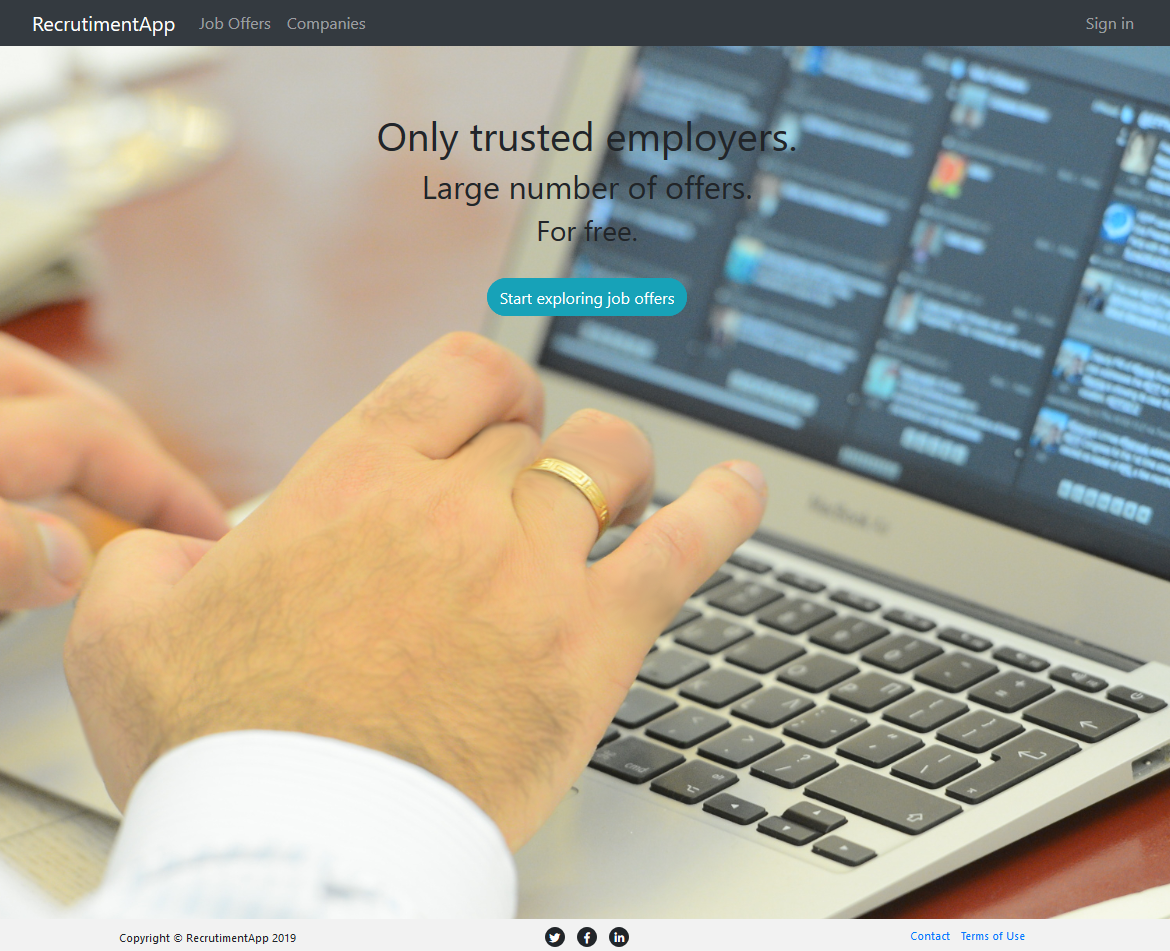 RecrutimentApp Job Offers Companies Sign in
Only trusted employers.
Large number of offers.
For free.
Start exploring job offers
cmd
Copyright © RecrutimentApp 2019 Contact Terms of Use